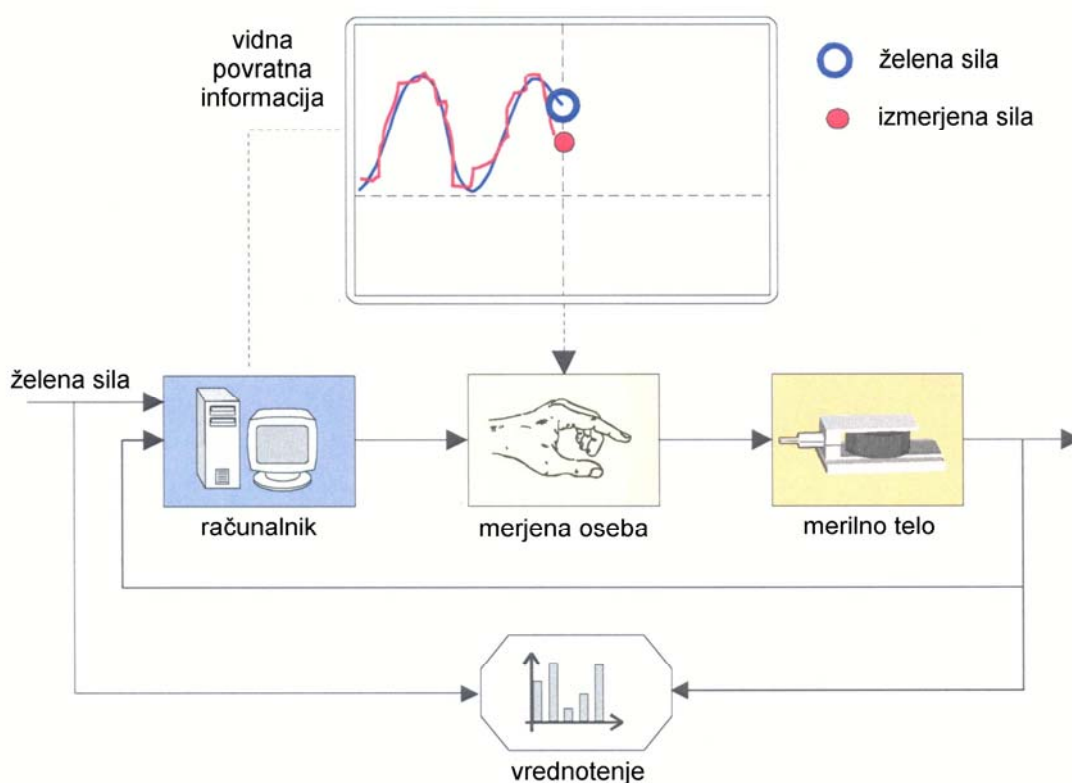 vidna
povratna
informacija
želena sila
izmerjena sila
želena sila
računalnik
merjena oseba
merilno telo
vrednotenje